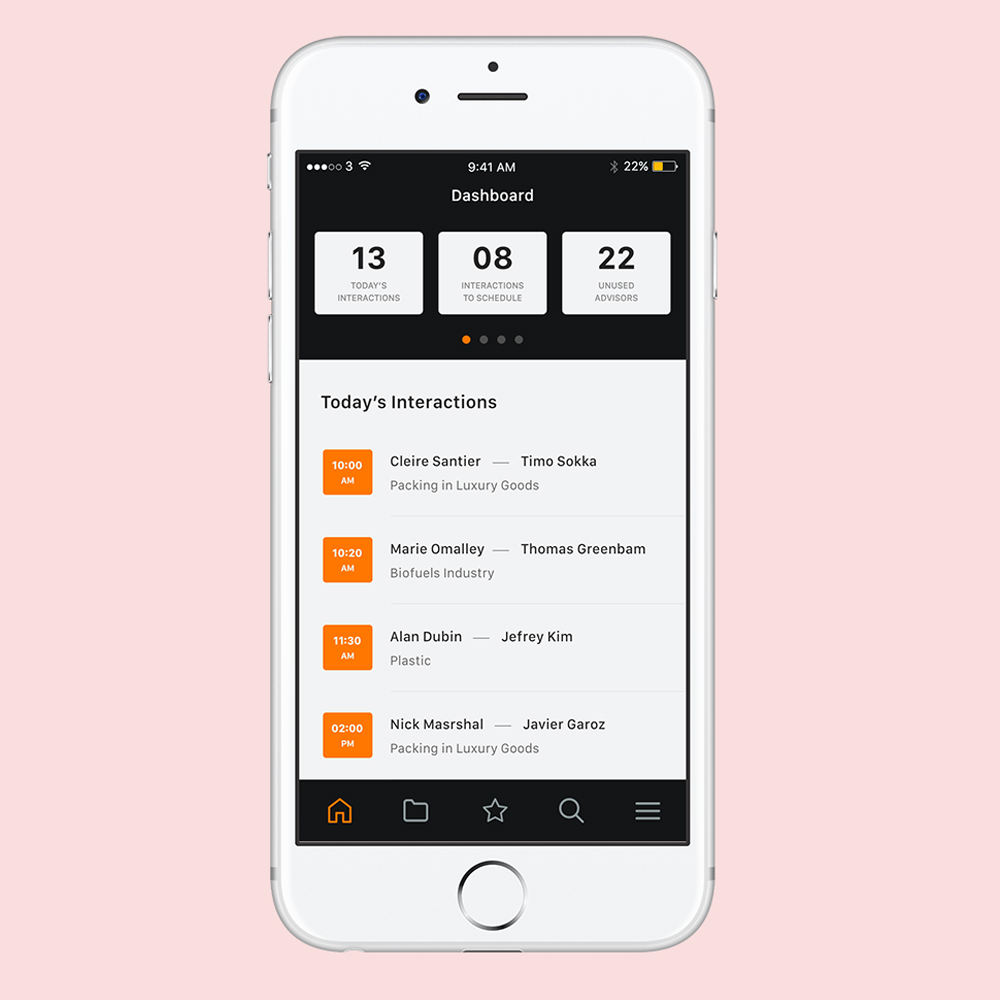 3 9:41 AM 22%
Dashboard
13 08 22
TODAY'S INTERACTIONS UNUSED
INTERACTIONS TO SCHEDULE ADVISORS
Today's Interactions
10:00 Cleire Santier — Timo Sokka
AM Packing in Luxury Goods
10:20 Marie Omalley — Thomas Greenbam
AM Biofuels Industry
11:30 Alan Dubin — Jefrey Kim
AM Plastic
02:00 Nick Masrshal — Javier Garoz
PM Packing in Luxury Goods